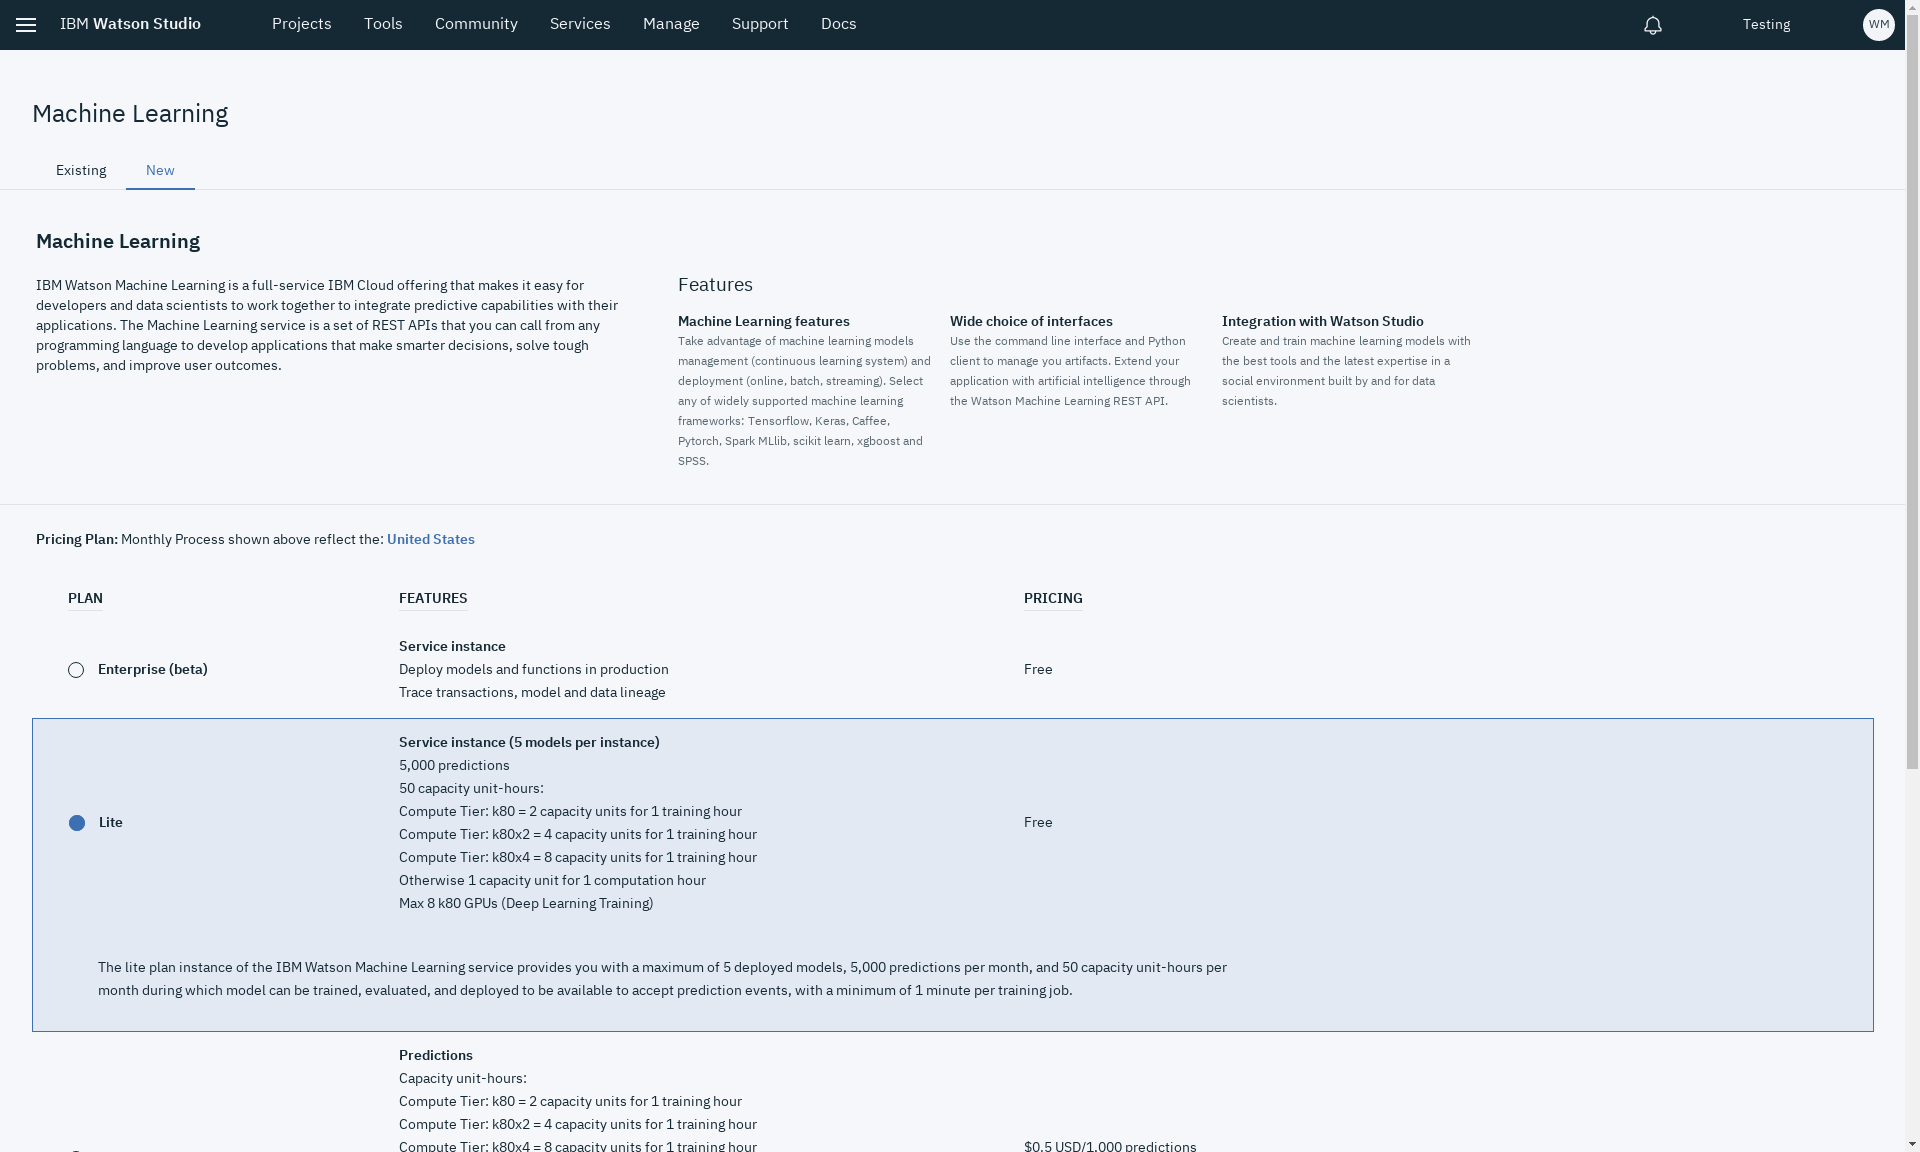 IBM Watson Studio Projects Tools Community Services Manage Support Docs Testing WM
Machine Learning
Existing New
Machine Learning
IBM Watson Machine Learning is a full-service IBM Cloud offering that makes it easy for
developers and data scientists to work together to integrate predictive capabilities with their
applications. The Machine Learning service is a set of REST APIs that you can call from any
programming language to develop applications that make smarter decisions, solve tough
problems, and improve user outcomes.
Features
Machine Learning features
Take advantage of machine learning models
management (continuous learning system) and
deployment (online, batch, streaming). Select
any of widely supported machine learning
frameworks: Tensorflow, Keras, Caffee,
Pytorch, Spark MLlib, scikit learn, xgboost and
SPSS.
Wide choice of interfaces
Use the command line interface and Python
client to manage you artifacts. Extend your
application with artificial intelligence through
the Watson Machine Learning REST API.
Integration with Watson Studio
Create and train machine learning models with
the best tools and the latest expertise in a
social environment built by and for data
scientists.
Pricing Plan: Monthly Process shown above reflect the: United States
PLAN FEATURES PRICING
Service instance
Enterprise (beta) Deploy models and functions in production Free
Trace transactions, model and data lineage
Service instance (5 models per instance)
5,000 predictions
50 capacity unit-hours:
Compute Tier: k80 = 2 capacity units for 1 training hour
Lite Compute Tier: k80x2 = 4 capacity units for 1 training hour Free
Compute Tier: k80x4 = 8 capacity units for 1 training hour
Otherwise 1 capacity unit for 1 computation hour
Max 8 k80 GPUs (Deep Learning Training)
The lite plan instance of the IBM Watson Machine Learning service provides you with a maximum of 5 deployed models, 5,000 predictions per month, and 50 capacity unit-hours per
month during which model can be trained, evaluated, and deployed to be available to accept prediction events, with a minimum of 1 minute per training job.
Predictions
Capacity unit-hours:
Compute Tier: k80 = 2 capacity units for 1 training hour
Compute Tier: k80x2 = 4 capacity units for 1 training hour
Compute Tier: k80x4 = 8 capacity units for 1 training hour $0.5 USD/1,000 predictions